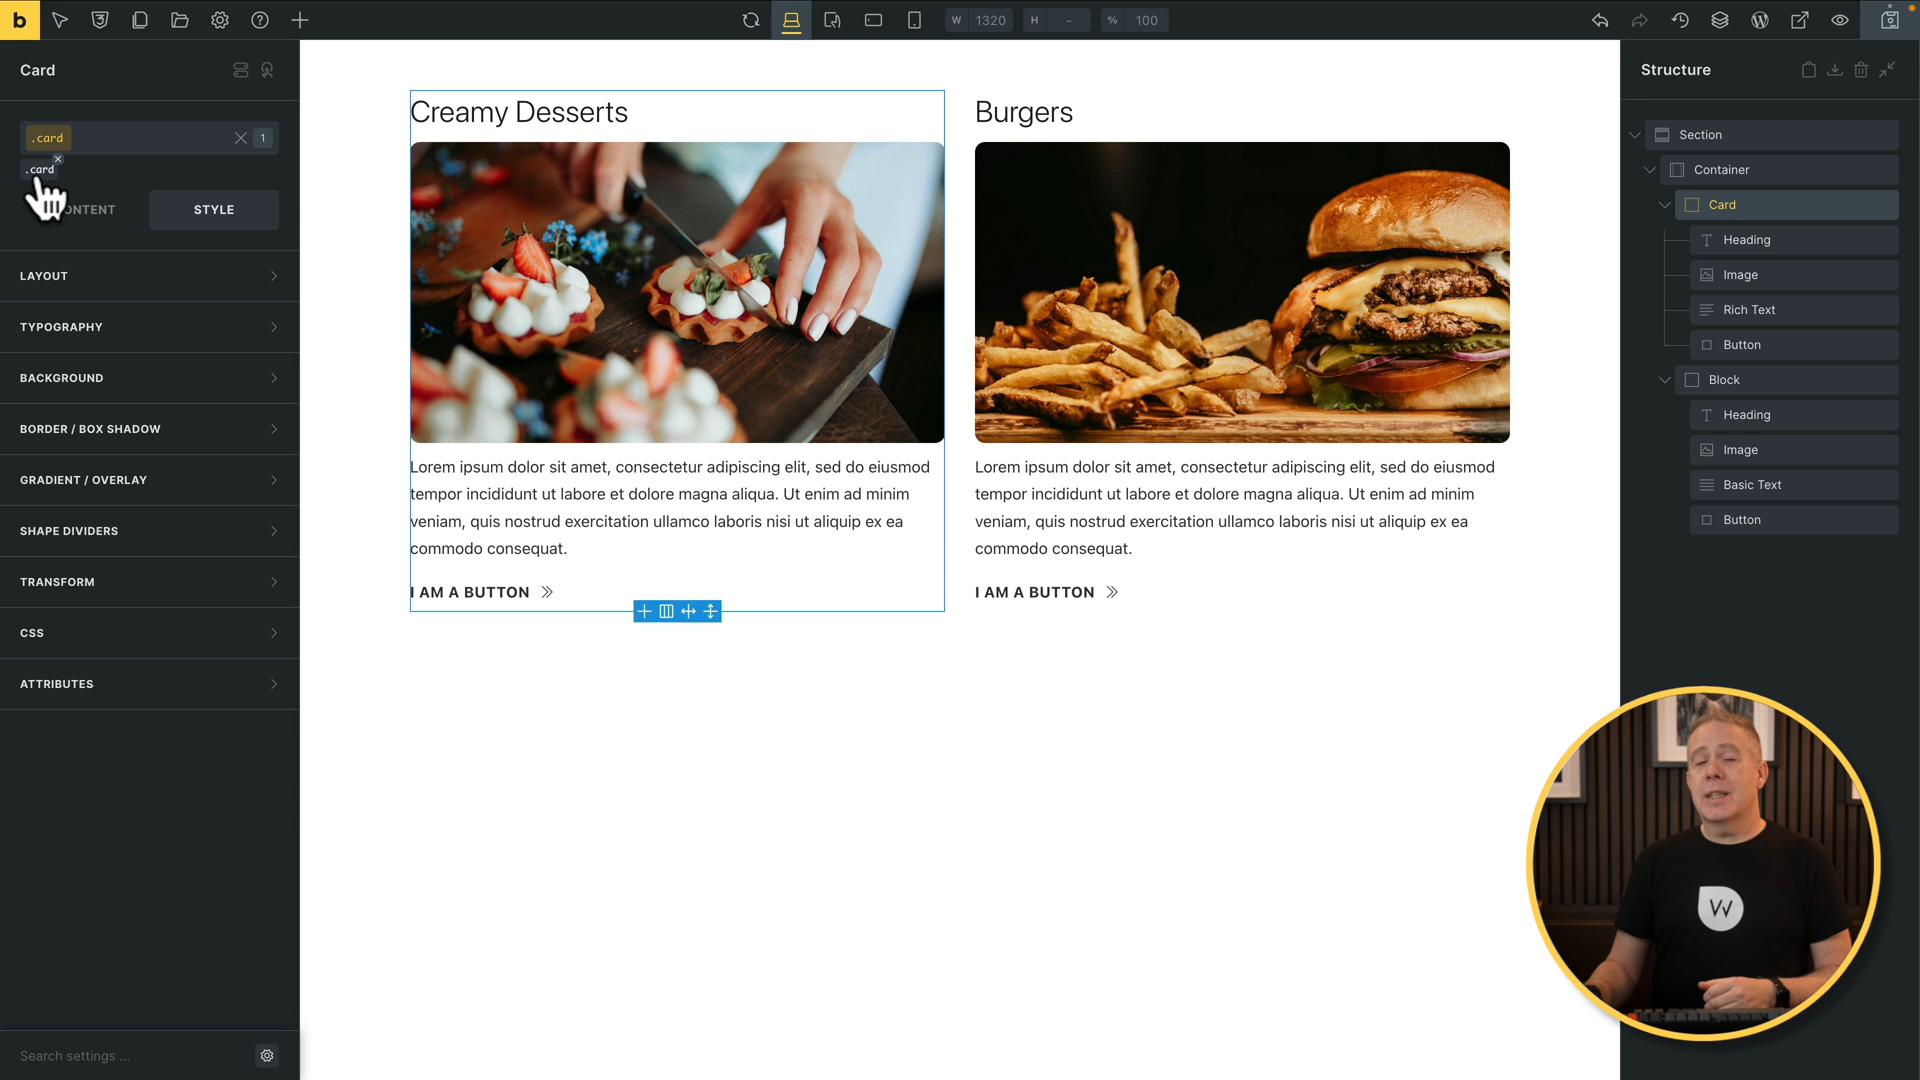 b
W 1320 H - % 100
Card
.card 1
.card
ONTENT STYLE
LAYOUT
TYPOGRAPHY
BACKGROUND
BORDER / BOX SHADOW
GRADIENT / OVERLAY
SHAPE DIVIDERS
TRANSFORM
CSS
ATTRIBUTES
Search settings ...
Creamy Desserts
Lorem ipsum dolor sit amet, consectetur adipiscing elit, sed do eiusmod
tempor incididunt ut labore et dolore magna aliqua. Ut enim ad minim
veniam, quis nostrud exercitation ullamco laboris nisi ut aliquip ex ea
commodo consequat.
I AM A BUTTON
Burgers
Lorem ipsum dolor sit amet, consectetur adipiscing elit, sed do eiusmod
tempor incididunt ut labore et dolore magna aliqua. Ut enim ad minim
veniam, quis nostrud exercitation ullamco laboris nisi ut aliquip ex ea
commodo consequat.
I AM A BUTTON
Structure
Section
Container
Card
Heading
Image
Rich Text
Button
Block
Heading
Image
Basic Text
Button
W